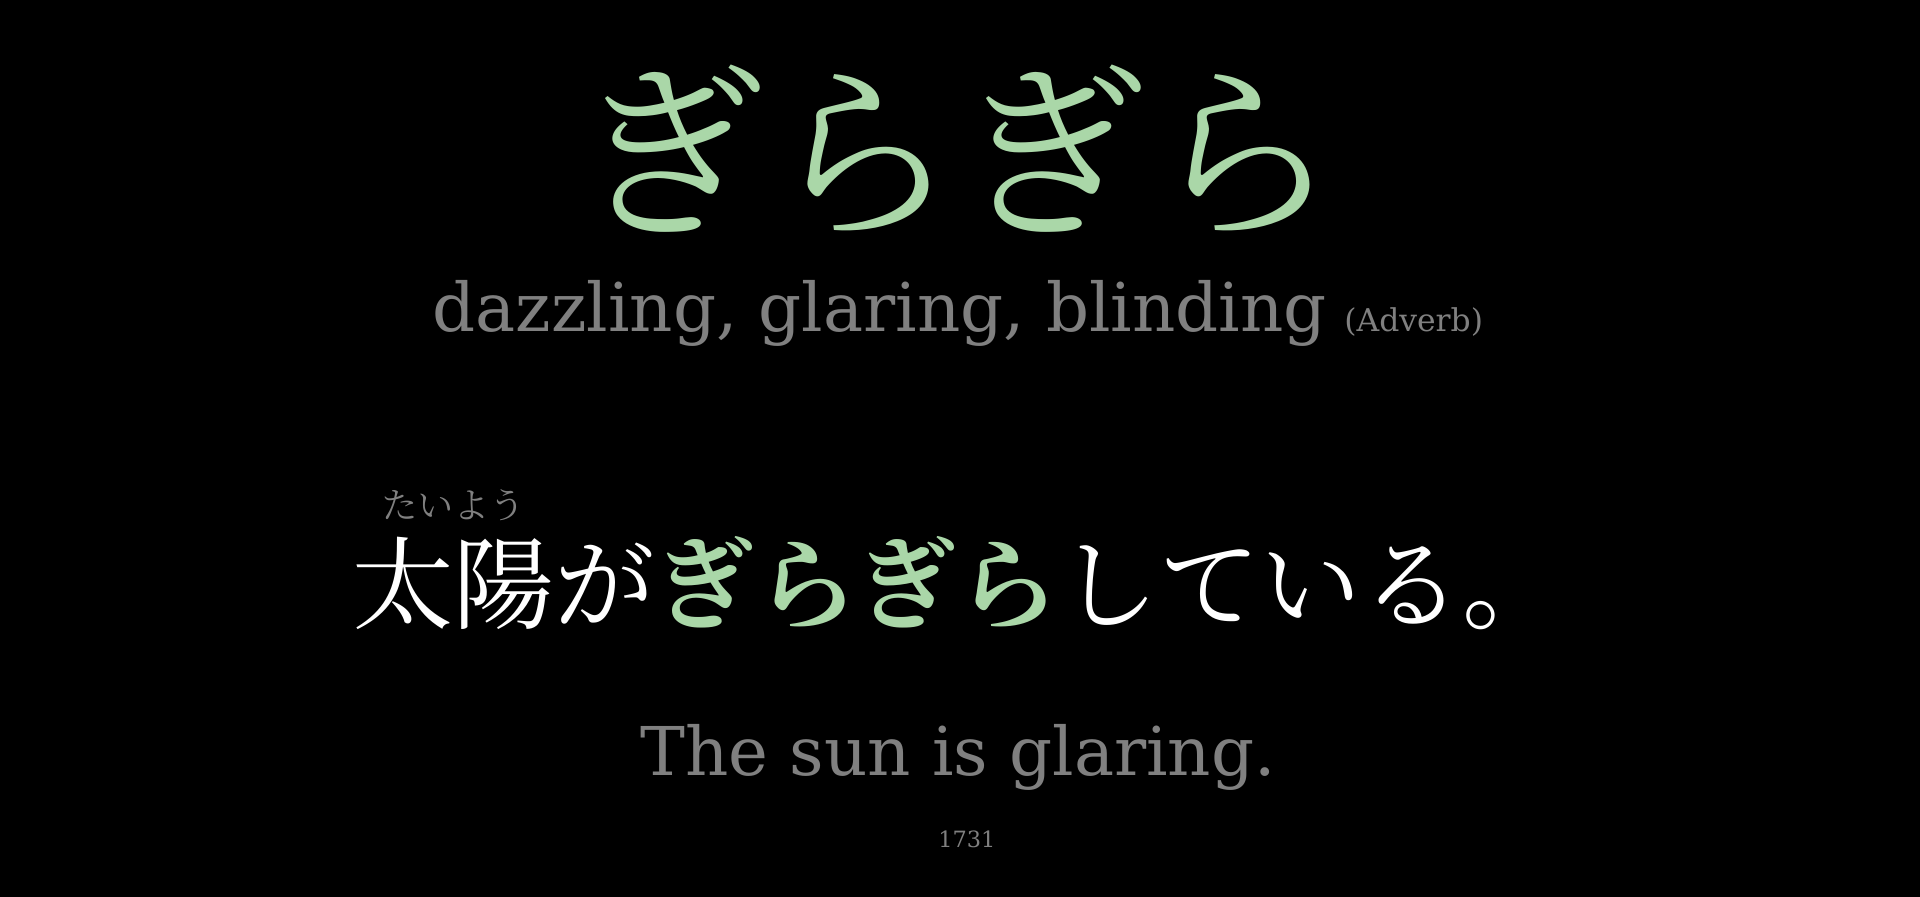 ぎらぎら
dazzling, glaring, blinding (Adverb)
たいよう
太陽がぎらぎらしている。
The sun is glaring.
1731